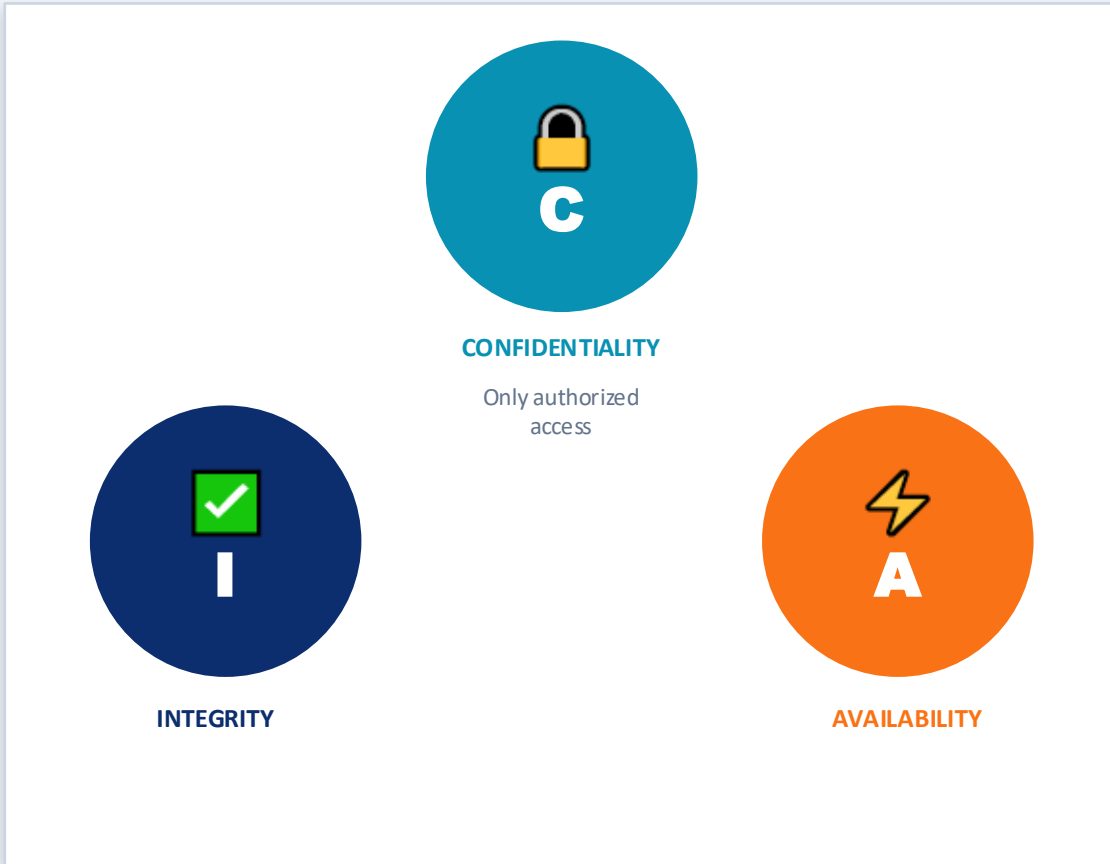 C
CONFIDENTIALITY
Only authorized
access
I
INTEGRITY
A
AVAILABILITY